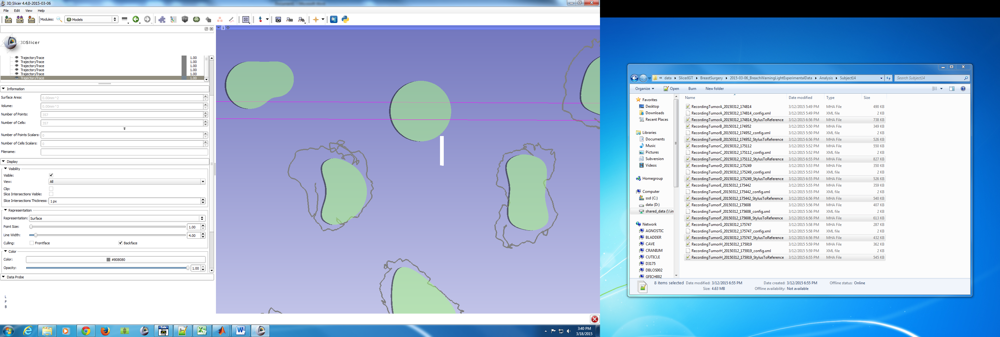 3D Slicer 4.4.0-2015-03-06
File Edit View Help
DATA DCM SAVE Modules: Models
1
3DSlicer
TrajectoryTrace 1.00
TrajectoryTrace 1.00
TrajectoryTrace 1.00
TrajectoryTrace 1.00
TrajectoryTrace 1.00
TrajectoryTrace 1.00
Information
Surface Area: 0.00mm^2
Volume: 0.00mm^3
Number of Points: 357
Number of Cells: 357
Number of Points Scalars: 0
Number of Cells Scalars: 0
Filename:
Display
Visibility
Visible:
View: All
Clip:
Slice Intersections Visible:
Slice Intersections Thickness: 1 px
Representation
Representation: Surface
Point Size: 1.00
Line Width: 4.00
Culling: Frontface Backface
Color
Color: #808080
Opacity: 1.00
Data Probe
L
F
B
Tek
3:40 PM
3/18/2015
« data SlicerIGT BreastSurgery 2015-03-06_BreachWarningLightExperimentalData Analysis Subject14 Search Subject14
Organize Open Burn New folder
Favorites
Desktop
Downloads
Recent Places
Libraries
Documents
Music
Pictures
Subversion
Videos
Homegroup
Computer
ssd (C:)
data (D:)
shared_data (\\in
Network
AGNOSTIC
BLADDER
CAVE
CRANIUM
CUTICLE
D3175
DBLOS002
GFICH002
Name Date modified Type Size
RecordingTumorA_20150312_174814 3/12/2015 5:49 PM MHA File 490 KB
RecordingTumorA_20150312_174814_config.xml 3/12/2015 5:49 PM XML file 2 KB
RecordingTumorA_20150312_174814_StylusToReference 3/12/2015 6:56 PM MHA File 738 KB
RecordingTumorB_20150312_174952 3/12/2015 5:50 PM MHA File 349 KB
RecordingTumorB_20150312_174952_config.xml 3/12/2015 5:50 PM XML file 2 KB
RecordingTumorB_20150312_174952_StylusToReference 3/12/2015 6:56 PM MHA File 526 KB
RecordingTumorC_20150312_175112 3/12/2015 5:52 PM MHA File 550 KB
RecordingTumorC_20150312_175112_config.xml 3/12/2015 5:52 PM XML file 2 KB
RecordingTumorC_20150312_175112_StylusToReference 3/12/2015 6:55 PM MHA File 827 KB
RecordingTumorD_20150312_175249 3/12/2015 5:53 PM MHA File 350 KB
RecordingTumorD_20150312_175249_config.xml 3/12/2015 5:53 PM XML file 2 KB
RecordingTumorD_20150312_175249_StylusToReference 3/12/2015 6:55 PM MHA File 526 KB
RecordingTumorE_20150312_175442 3/12/2015 5:55 PM MHA File 359 KB
RecordingTumorE_20150312_175442_config.xml 3/12/2015 5:55 PM XML file 2 KB
RecordingTumorE_20150312_175442_StylusToReference 3/12/2015 6:56 PM MHA File 540 KB
RecordingTumorF_20150312_175608 3/12/2015 5:56 PM MHA File 407 KB
RecordingTumorF_20150312_175608_config.xml 3/12/2015 5:56 PM XML file 2 KB
RecordingTumorF_20150312_175608_StylusToReference 3/12/2015 6:56 PM MHA File 613 KB
RecordingTumorG_20150312_175747 3/12/2015 5:58 PM MHA File 287 KB
RecordingTumorG_20150312_175747_config.xml 3/12/2015 5:58 PM XML file 2 KB
RecordingTumorG_20150312_175747_StylusToReference 3/12/2015 6:56 PM MHA File 432 KB
RecordingTumorH_20150312_175919 3/12/2015 5:59 PM MHA File 362 KB
RecordingTumorH_20150312_175919_config.xml 3/12/2015 5:59 PM XML file 2 KB
RecordingTumorH_20150312_175919_StylusToReference 3/12/2015 6:55 PM MHA File 545 KB
8 items selected Date modified: 3/12/2015 6:55 PM Date created: 3/12/2015 6:55 PM Offline status: Online
Size: 4.63 MB Offline availability: Not available